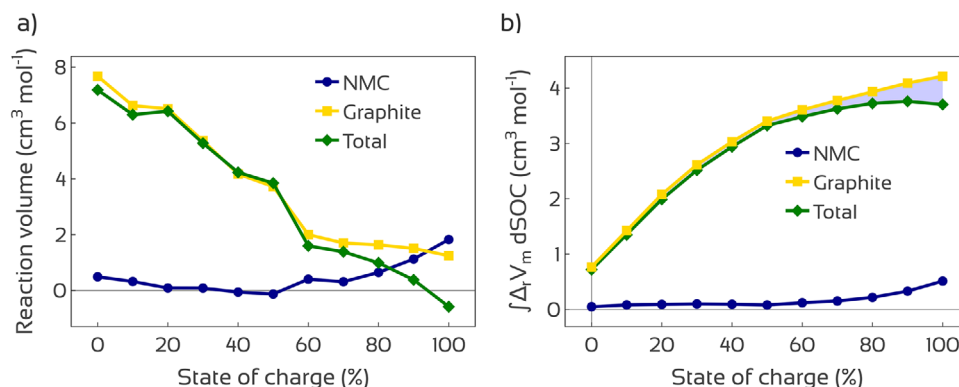 a)
Reaction volume (cm³ mol⁻¹)
8
6
4
2
0
NMC
Graphite
Total
0 20 40 60 80 100
State of charge (%)
b)
∫Δ_rV_m dSOC (cm³ mol⁻¹)
4
3
2
1
0
NMC
Graphite
Total
0 20 40 60 80 100
State of charge (%)